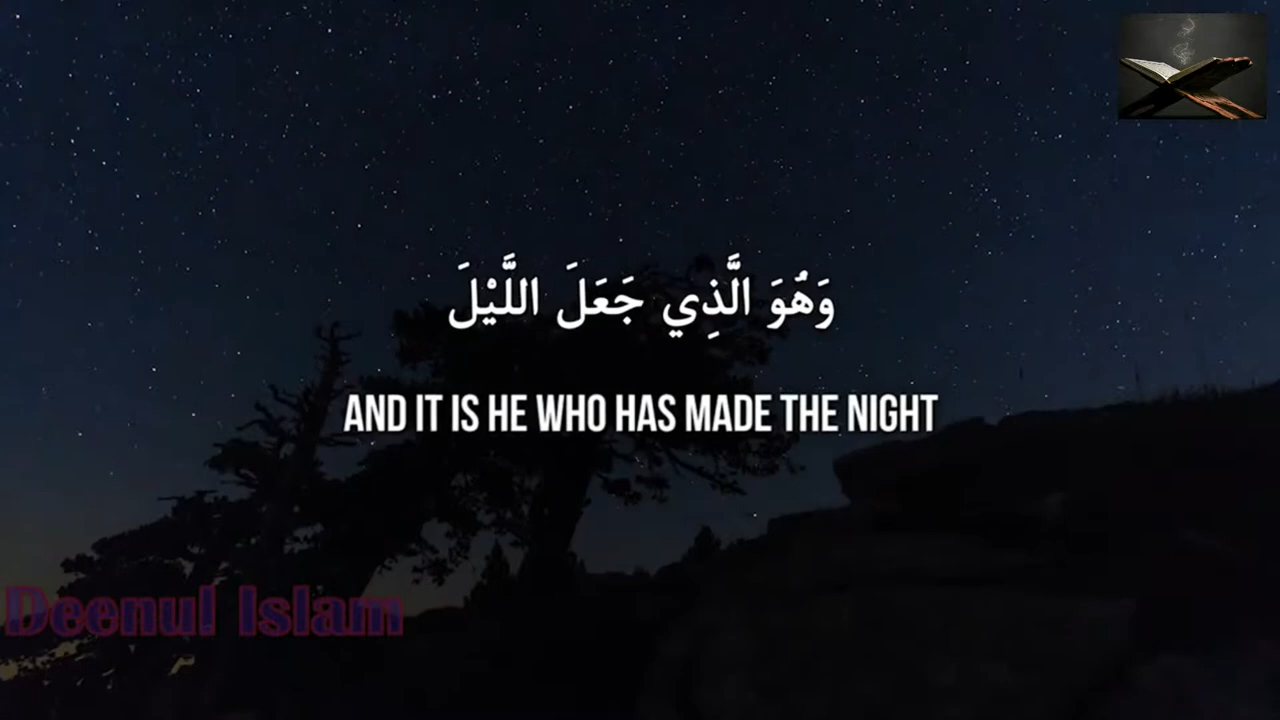 وَهُوَ الَّذِي جَعَلَ اللَّيْلَ
AND IT IS HE WHO HAS MADE THE NIGHT
Deenul Islam